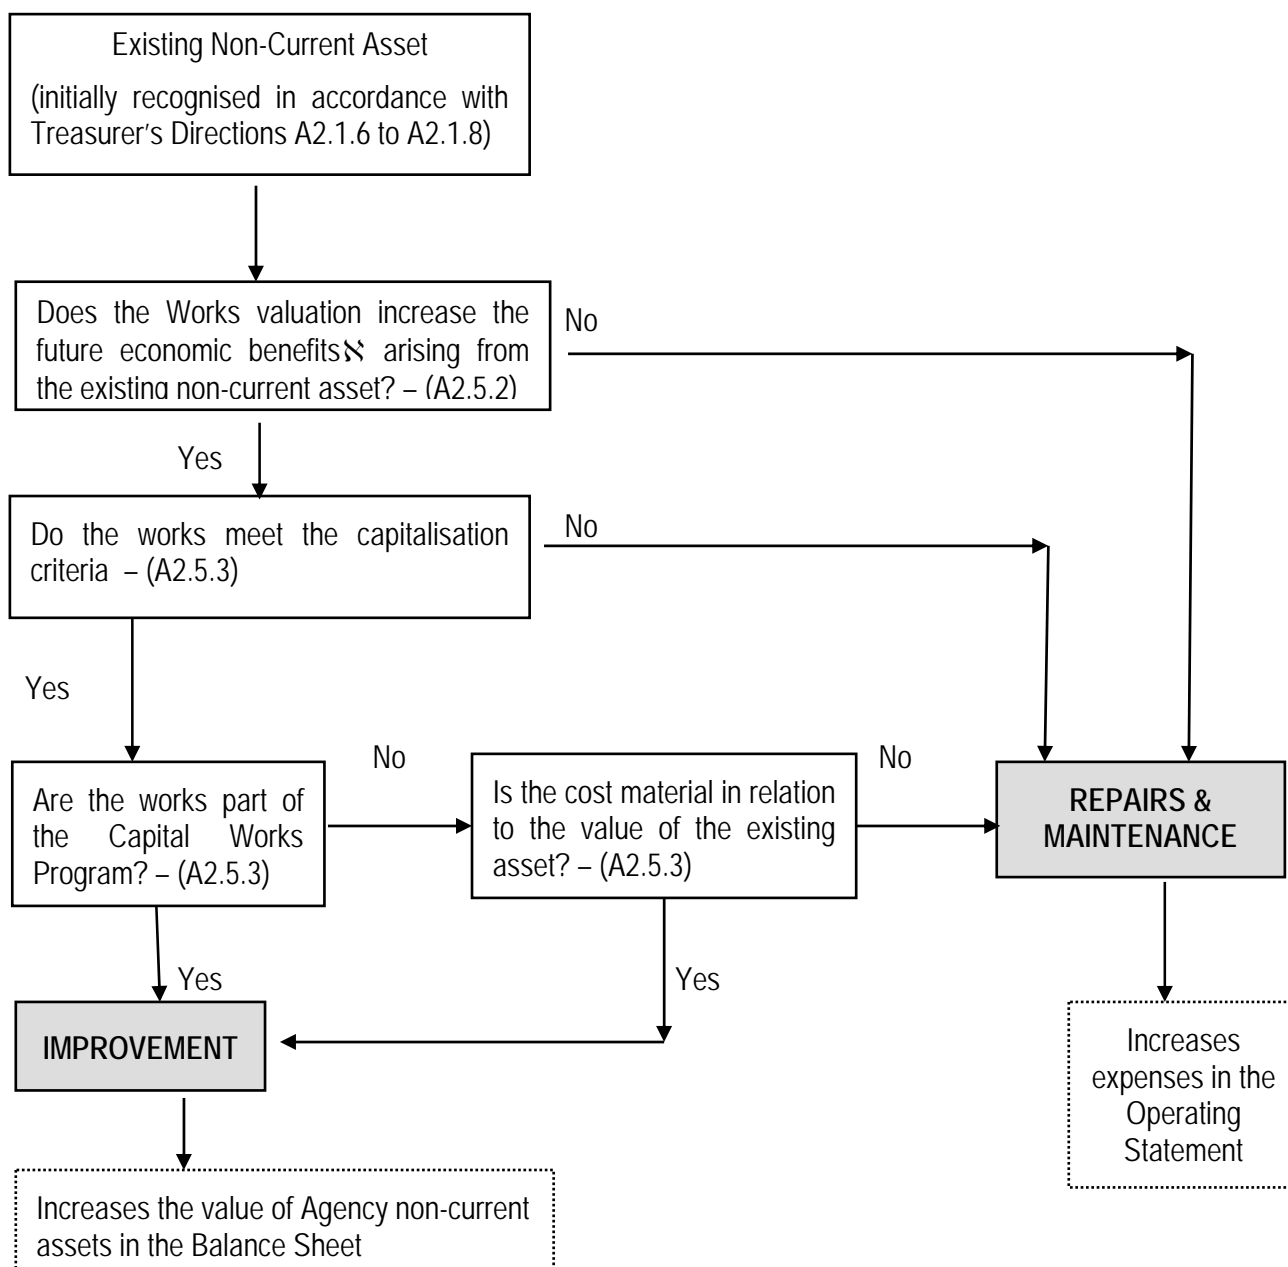 Existing Non-Current Asset
(initially recognised in accordance with
Treasurer's Directions A2.1.6 to A2.1.8)
Does the Works valuation increase the
future economic benefitsא arising from
the existing non-current asset? – (A2.5.2)
No
Yes
Do the works meet the capitalisation
criteria – (A2.5.3)
No
Yes
Are the works part of
the Capital Works
Program? – (A2.5.3)
No
Is the cost material in relation
to the value of the existing
asset? – (A2.5.3)
No
REPAIRS &
MAINTENANCE
Yes
Yes
IMPROVEMENT
Increases
expenses in the
Operating
Statement
Increases the value of Agency non-current
assets in the Balance Sheet